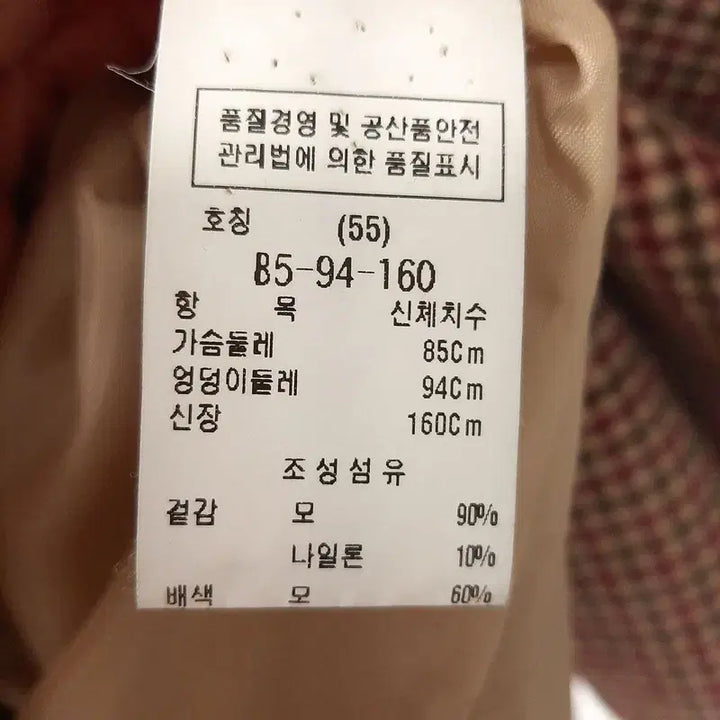 품질경영 및 공산품안전
관리법에 의한 품질표시
호칭 (55)
85-94-160
항 목 신체치수
가슴둘레 85Cm
엉덩이둘레 94Cm
신장 160Cm
조성섬유
겉감 모 90%
나일론 10%
배색 모 60%